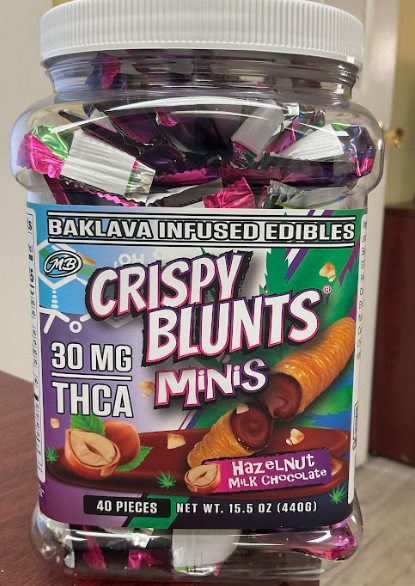 BAKLAVA INFUSED EDIBLES
MB
CRISPY
BLUNTS®
MiNiS
30 MG
THCA
HAZELNUT
MILK CHOCOLATE
40 PIECES NET WT. 15.5 OZ (440G)